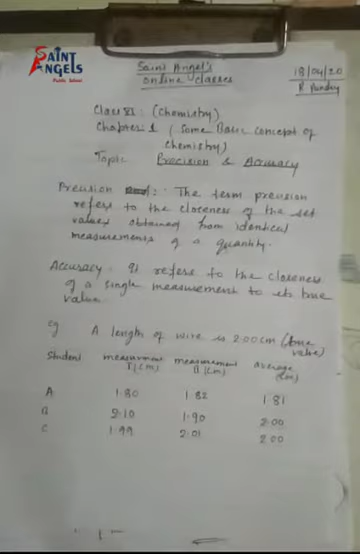 SAINT ANGELS
Public School
Saint Angel's
online classes
18/04/20
R Pandey
Class XI : (Chemistry)
Chapter: 1 ( Some Basic concept of
chemistry)
Topic Precision & Accuracy
Precision : The term precision
refers to the closeness of the set
values obtained from identical
measurements of a quantity.
Accuracy. It refers to the closeness
of a single measurement to its true
value.
eg A length of wire is 2.00 cm (true
value)
Student measurement measurement average
1 (cm) 2 (cm) (cm)
A 1.80 1.82 1.81
B 2.10 1.90 2.00
C 1.99 2.01 2.00